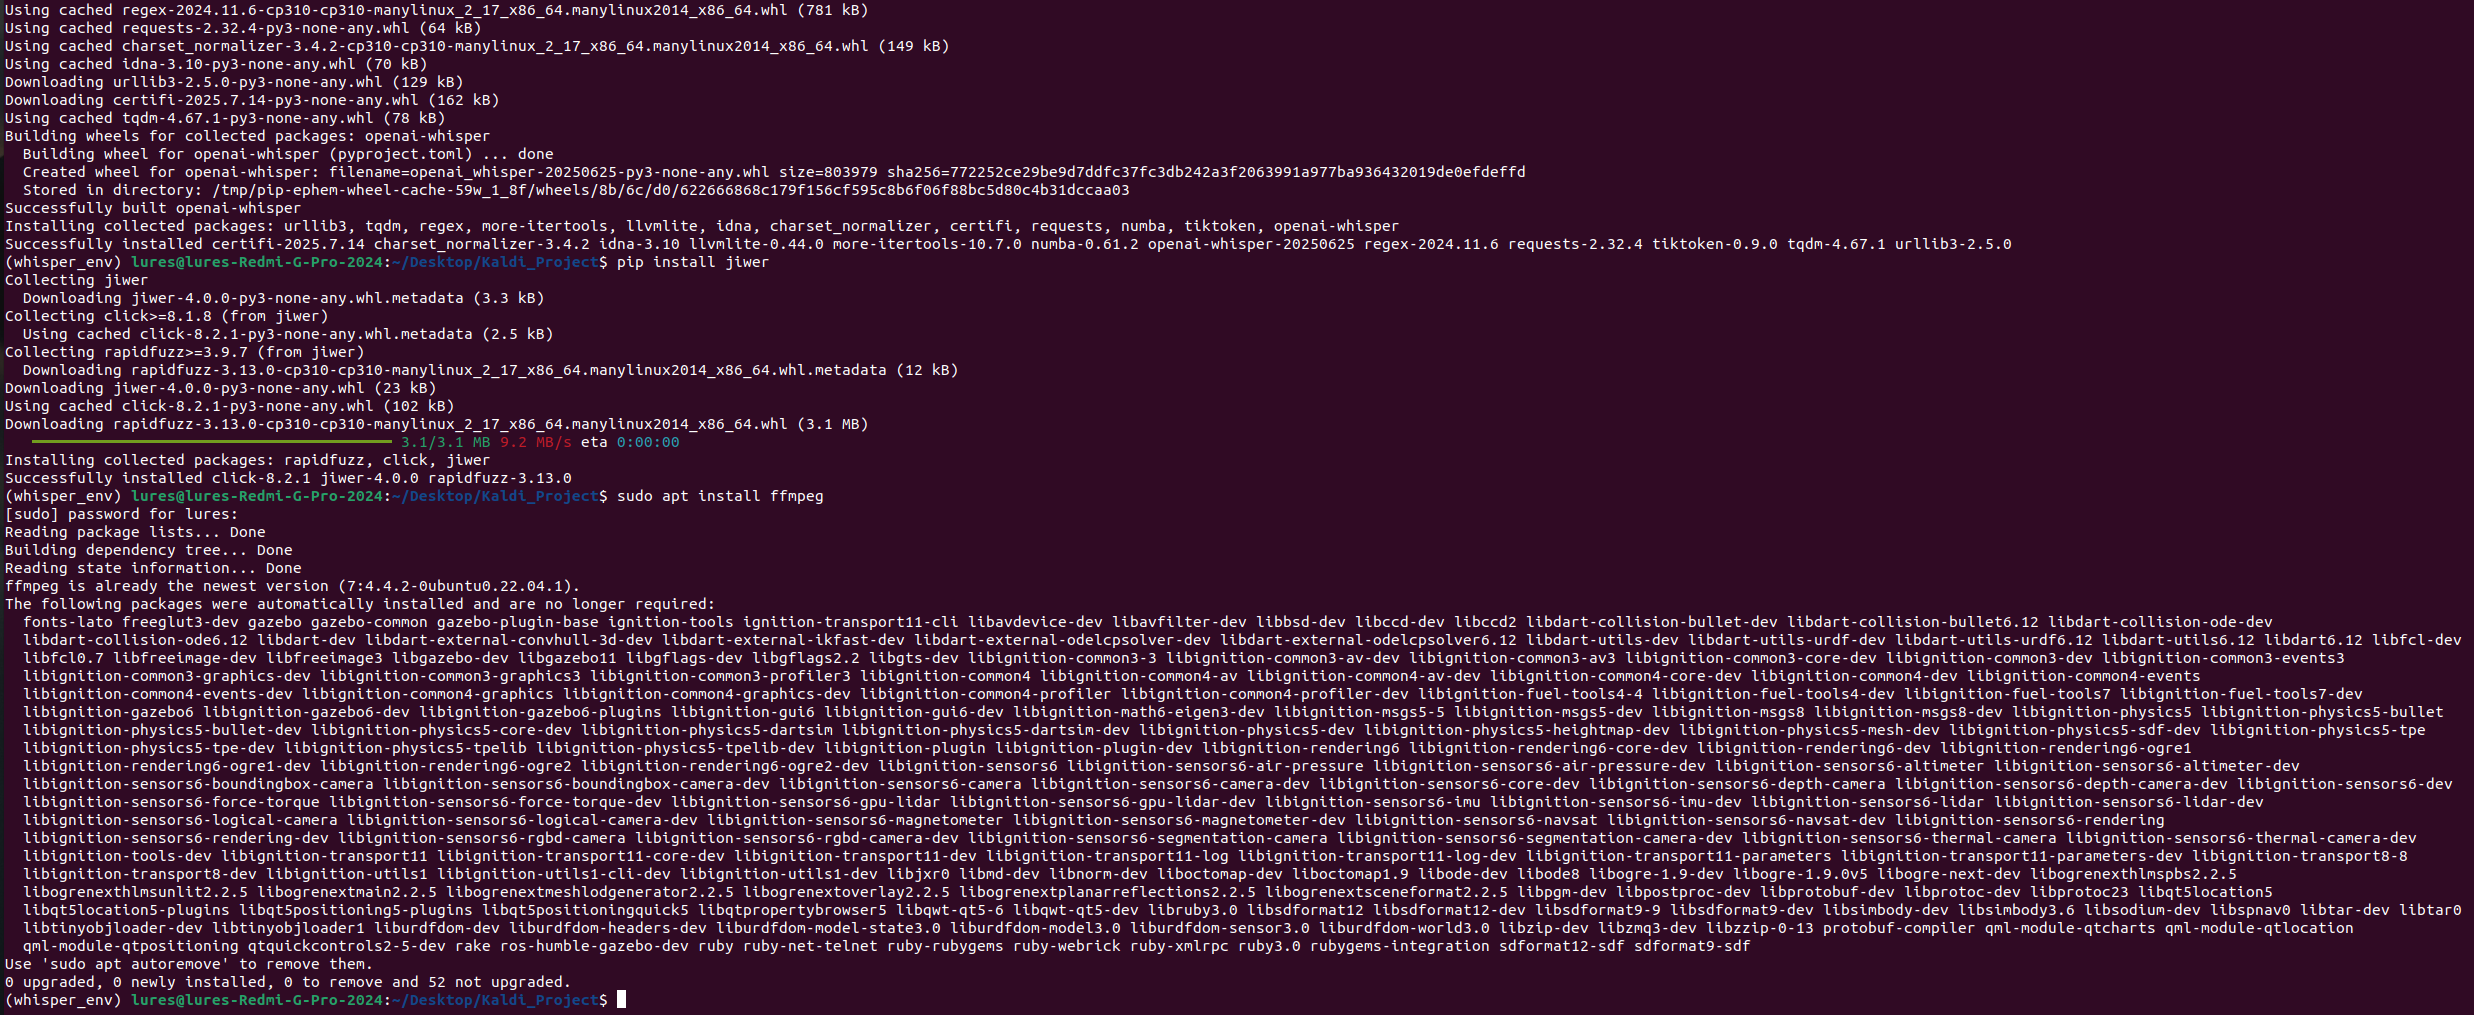 Using cached regex-2024.11.6-cp310-cp310-manylinux_2_17_x86_64.manylinux2014_x86_64.whl (781 kB)
Using cached requests-2.32.4-py3-none-any.whl (64 kB)
Using cached charset_normalizer-3.4.2-cp310-cp310-manylinux_2_17_x86_64.manylinux2014_x86_64.whl (149 kB)
Using cached idna-3.10-py3-none-any.whl (70 kB)
Downloading urllib3-2.5.0-py3-none-any.whl (129 kB)
Downloading certifi-2025.7.14-py3-none-any.whl (162 kB)
Using cached tqdm-4.67.1-py3-none-any.whl (78 kB)
Building wheels for collected packages: openai-whisper
  Building wheel for openai-whisper (pyproject.toml) ... done
  Created wheel for openai-whisper: filename=openai_whisper-20250625-py3-none-any.whl size=803979 sha256=772252ce29be9d7ddfc37fc3db242a3f2063991a977ba936432019de0efdeffd
  Stored in directory: /tmp/pip-ephem-wheel-cache-59w_1_8f/wheels/8b/6c/d0/622666868c179f156cf595c8b6f06f88bc5d80c4b31dccaa03
Successfully built openai-whisper
Installing collected packages: urllib3, tqdm, regex, more-itertools, llvmlite, idna, charset_normalizer, certifi, requests, numba, tiktoken, openai-whisper
Successfully installed certifi-2025.7.14 charset_normalizer-3.4.2 idna-3.10 llvmlite-0.44.0 more-itertools-10.7.0 numba-0.61.2 openai-whisper-20250625 regex-2024.11.6 requests-2.32.4 tiktoken-0.9.0 tqdm-4.67.1 urllib3-2.5.0
(whisper_env) lures@lures-Redmi-G-Pro-2024:~/Desktop/Kaldi_Project$ pip install jiwer
Collecting jiwer
  Downloading jiwer-4.0.0-py3-none-any.whl.metadata (3.3 kB)
Collecting click>=8.1.8 (from jiwer)
  Using cached click-8.2.1-py3-none-any.whl.metadata (2.5 kB)
Collecting rapidfuzz>=3.9.7 (from jiwer)
  Downloading rapidfuzz-3.13.0-cp310-cp310-manylinux_2_17_x86_64.manylinux2014_x86_64.whl.metadata (12 kB)
Downloading jiwer-4.0.0-py3-none-any.whl (23 kB)
Using cached click-8.2.1-py3-none-any.whl (102 kB)
Downloading rapidfuzz-3.13.0-cp310-cp310-manylinux_2_17_x86_64.manylinux2014_x86_64.whl (3.1 MB)
3.1/3.1 MB 9.2 MB/s eta 0:00:00
Installing collected packages: rapidfuzz, click, jiwer
Successfully installed click-8.2.1 jiwer-4.0.0 rapidfuzz-3.13.0
(whisper_env) lures@lures-Redmi-G-Pro-2024:~/Desktop/Kaldi_Project$ sudo apt install ffmpeg
[sudo] password for lures:
Reading package lists... Done
Building dependency tree... Done
Reading state information... Done
ffmpeg is already the newest version (7:4.4.2-0ubuntu0.22.04.1).
The following packages were automatically installed and are no longer required:
  fonts-lato freeglut3-dev gazebo gazebo-common gazebo-plugin-base ignition-tools ignition-transport11-cli libavdevice-dev libavfilter-dev libbsd-dev libccd-dev libccd2 libdart-collision-bullet-dev libdart-collision-bullet6.12 libdart-collision-ode-dev
  libdart-collision-ode6.12 libdart-dev libdart-external-convhull-3d-dev libdart-external-ikfast-dev libdart-external-odelcpsolver-dev libdart-external-odelcpsolver6.12 libdart-utils-dev libdart-utils-urdf-dev libdart-utils-urdf6.12 libdart-utils6.12 libdart6.12 libfcl-dev
  libfcl0.7 libfreeimage-dev libfreeimage3 libgazebo-dev libgazebo11 libgflags-dev libgflags2.2 libgts-dev libignition-common3-3 libignition-common3-av-dev libignition-common3-av3 libignition-common3-core-dev libignition-common3-dev libignition-common3-events3
  libignition-common3-graphics-dev libignition-common3-graphics3 libignition-common3-profiler3 libignition-common4 libignition-common4-av libignition-common4-av-dev libignition-common4-core-dev libignition-common4-dev libignition-common4-events
  libignition-common4-events-dev libignition-common4-graphics libignition-common4-graphics-dev libignition-common4-profiler libignition-common4-profiler-dev libignition-fuel-tools4-4 libignition-fuel-tools4-dev libignition-fuel-tools7 libignition-fuel-tools7-dev
  libignition-gazebo6 libignition-gazebo6-dev libignition-gazebo6-plugins libignition-gui6 libignition-gui6-dev libignition-math6-eigen3-dev libignition-msgs5-5 libignition-msgs5-dev libignition-msgs8 libignition-msgs8-dev libignition-physics5 libignition-physics5-bullet
  libignition-physics5-bullet-dev libignition-physics5-core-dev libignition-physics5-dartsim libignition-physics5-dartsim-dev libignition-physics5-dev libignition-physics5-heightmap-dev libignition-physics5-mesh-dev libignition-physics5-sdf-dev libignition-physics5-tpe
  libignition-physics5-tpe-dev libignition-physics5-tpelib libignition-physics5-tpelib-dev libignition-plugin libignition-plugin-dev libignition-rendering6 libignition-rendering6-core-dev libignition-rendering6-dev libignition-rendering6-ogre1
  libignition-rendering6-ogre1-dev libignition-rendering6-ogre2 libignition-rendering6-ogre2-dev libignition-sensors6 libignition-sensors6-air-pressure libignition-sensors6-air-pressure-dev libignition-sensors6-altimeter libignition-sensors6-altimeter-dev
  libignition-sensors6-boundingbox-camera libignition-sensors6-boundingbox-camera-dev libignition-sensors6-camera libignition-sensors6-camera-dev libignition-sensors6-core-dev libignition-sensors6-depth-camera libignition-sensors6-depth-camera-dev libignition-sensors6-dev
  libignition-sensors6-force-torque libignition-sensors6-force-torque-dev libignition-sensors6-gpu-lidar libignition-sensors6-gpu-lidar-dev libignition-sensors6-imu libignition-sensors6-imu-dev libignition-sensors6-lidar libignition-sensors6-lidar-dev
  libignition-sensors6-logical-camera libignition-sensors6-logical-camera-dev libignition-sensors6-magnetometer libignition-sensors6-magnetometer-dev libignition-sensors6-navsat libignition-sensors6-navsat-dev libignition-sensors6-rendering
  libignition-sensors6-rendering-dev libignition-sensors6-rgbd-camera libignition-sensors6-rgbd-camera-dev libignition-sensors6-segmentation-camera libignition-sensors6-segmentation-camera-dev libignition-sensors6-thermal-camera libignition-sensors6-thermal-camera-dev
  libignition-tools-dev libignition-transport11 libignition-transport11-core-dev libignition-transport11-dev libignition-transport11-log libignition-transport11-log-dev libignition-transport11-parameters libignition-transport11-parameters-dev libignition-transport8-8
  libignition-transport8-dev libignition-utils1 libignition-utils1-cli-dev libignition-utils1-dev libjxr0 libmd-dev libnorm-dev liboctomap-dev liboctomap1.9 libode-dev libode8 libogre-1.9-dev libogre-1.9.0v5 libogre-next-dev libogrenexthlmspbs2.2.5
  libogrenexthlmsunlit2.2.5 libogrenextmain2.2.5 libogrenextmeshlodgenerator2.2.5 libogrenextoverlay2.2.5 libogrenextplanarreflections2.2.5 libogrenextsceneformat2.2.5 libpgm-dev libpostproc-dev libprotobuf-dev libprotoc-dev libprotoc23 libqt5location5
  libqt5location5-plugins libqt5positioning5-plugins libqt5positioningquick5 libqtpropertybrowser5 libqwt-qt5-6 libqwt-qt5-dev libruby3.0 libsdformat12 libsdformat12-dev libsdformat9-9 libsdformat9-dev libsimbody-dev libsimbody3.6 libsodium-dev libspnav0 libtar-dev libtar0
  libtinyobjloader-dev libtinyobjloader1 liburdfdom-dev liburdfdom-headers-dev liburdfdom-model-state3.0 liburdfdom-model3.0 liburdfdom-sensor3.0 liburdfdom-world3.0 libzip-dev libzmq3-dev libzzip-0-13 protobuf-compiler qml-module-qtcharts qml-module-qtlocation
  qml-module-qtpositioning qtquickcontrols2-5-dev rake ros-humble-gazebo-dev ruby ruby-net-telnet ruby-rubygems ruby-webrick ruby-xmlrpc ruby3.0 rubygems-integration sdformat12-sdf sdformat9-sdf
Use 'sudo apt autoremove' to remove them.
0 upgraded, 0 newly installed, 0 to remove and 52 not upgraded.
(whisper_env) lures@lures-Redmi-G-Pro-2024:~/Desktop/Kaldi_Project$